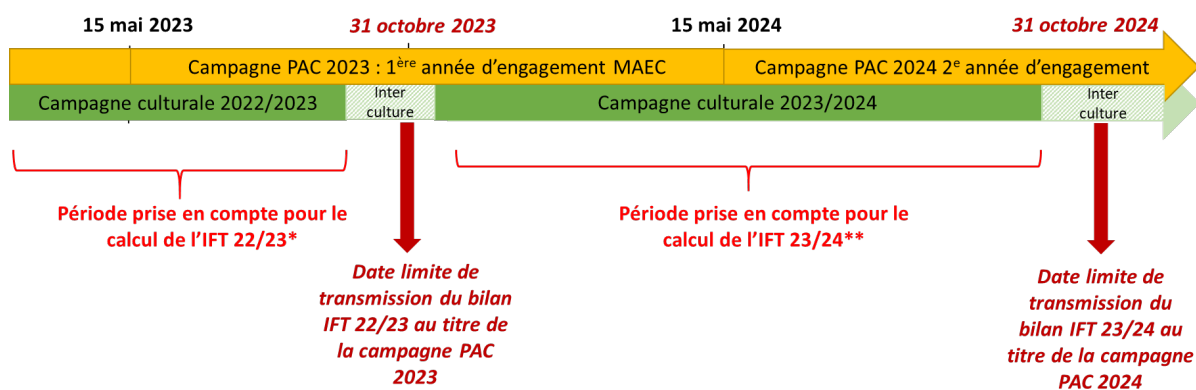 15 mai 2023
31 octobre 2023
15 mai 2024
31 octobre 2024
Campagne PAC 2023 : 1ère année d’engagement MAEC
Campagne PAC 2024 2e année d’engagement
Campagne culturale 2022/2023
Inter
culture
Campagne culturale 2023/2024
Inter
culture
Période prise en compte pour le
calcul de l’IFT 22/23*
Période prise en compte pour le
calcul de l’IFT 23/24**
Date limite de
transmission du bilan
IFT 22/23 au titre de
la campagne PAC
2023
Date limite de
transmission du
bilan IFT 23/24 au
titre de la campagne
PAC 2024